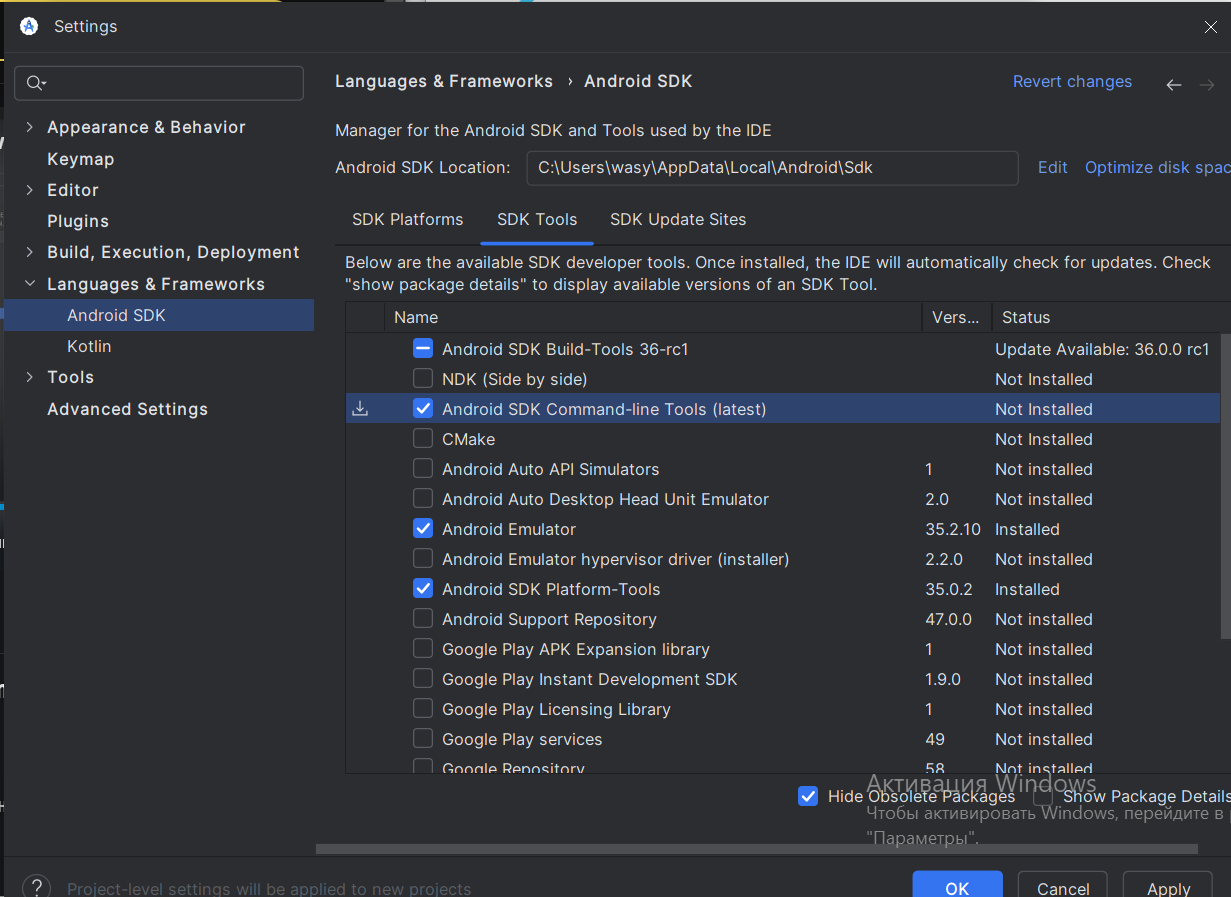 Settings
Languages & Frameworks › Android SDK
Revert changes
Appearance & Behavior
Keymap
Editor
Plugins
Build, Execution, Deployment
Languages & Frameworks
Android SDK
Kotlin
Tools
Advanced Settings
Manager for the Android SDK and Tools used by the IDE
Android SDK Location: C:\Users\wasy\AppData\Local\Android\Sdk Edit Optimize disk spac
SDK Platforms SDK Tools SDK Update Sites
Below are the available SDK developer tools. Once installed, the IDE will automatically check for updates. Check
"show package details" to display available versions of an SDK Tool.
Name Vers... Status
Android SDK Build-Tools 36-rc1 Update Available: 36.0.0 rc1
NDK (Side by side) Not Installed
Android SDK Command-line Tools (latest) Not Installed
CMake Not Installed
Android Auto API Simulators 1 Not installed
Android Auto Desktop Head Unit Emulator 2.0 Not installed
Android Emulator 35.2.10 Installed
Android Emulator hypervisor driver (installer) 2.2.0 Not installed
Android SDK Platform-Tools 35.0.2 Installed
Android Support Repository 47.0.0 Not installed
Google Play APK Expansion library 1 Not installed
Google Play Instant Development SDK 1.9.0 Not installed
Google Play Licensing Library 1 Not installed
Google Play services 49 Not installed
Google Repository 58 Not installed
Hide Obsolete Packages Show Package Details
Активация Windows
Чтобы активировать Windows, перейдите в
"Параметры".
? Project-level settings will be applied to new projects
OK Cancel Apply